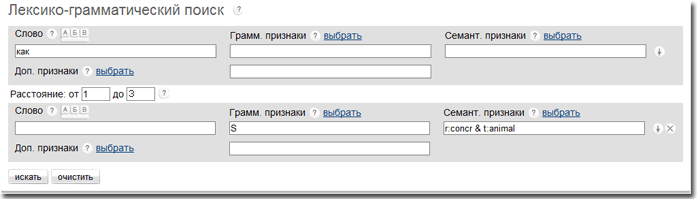 Лексико-грамматический поиск ?
Слово ? А Б В Грамм. признаки ? выбрать Семант. признаки ? выбрать
как
Доп. признаки ? выбрать
Расстояние: от 1 до 3 ?
Слово ? А Б В Грамм. признаки ? выбрать Семант. признаки ? выбрать
S r:concr & t:animal
Доп. признаки ? выбрать
искать очистить